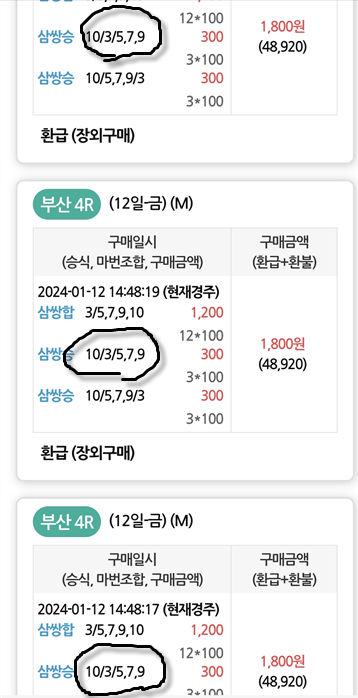 12*100
삼쌍승 10/3/5,7,9 300
1,800원
(48,920)
3*100
삼쌍승 10/5,7,9/3 300
3*100
환급 (장외구매)
부산 4R (12일-금) (M)
구매일시 구매금액
(승식, 마번조합, 구매금액) (환급+환불)
2024-01-12 14:48:19 (현재경주)
삼쌍합 3/5,7,9,10 1,200
12*100
삼쌍승 10/3/5,7,9 300
1,800원
(48,920)
3*100
삼쌍승 10/5,7,9/3 300
3*100
환급 (장외구매)
부산 4R (12일-금) (M)
구매일시 구매금액
(승식, 마번조합, 구매금액) (환급+환불)
2024-01-12 14:48:17 (현재경주)
삼쌍합 3/5,7,9,10 1,200
12*100
삼쌍승 10/3/5,7,9 300
1,800원
(48,920)
3*100